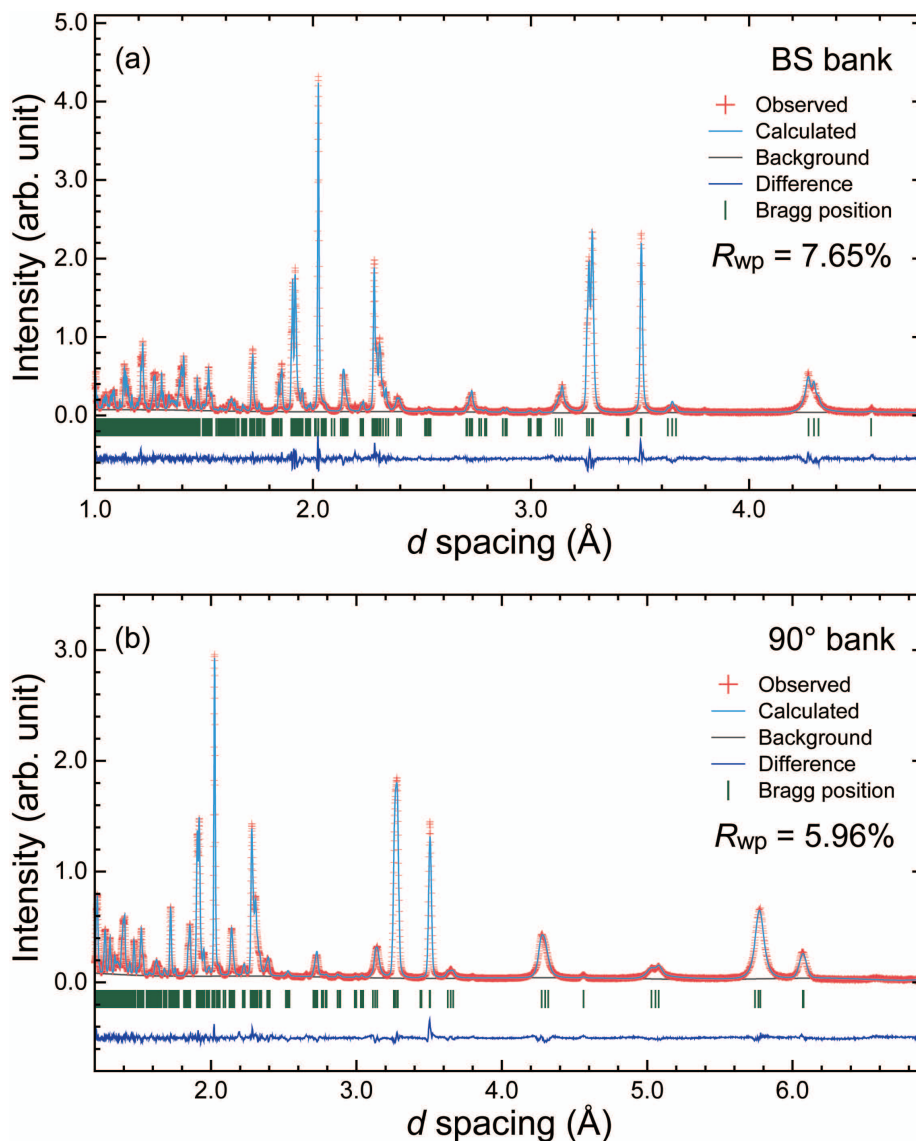 (a)
BS bank
Observed
Calculated
Background
Difference
Bragg position
Rwp = 7.65%
Intensity (arb. unit)
5.0
4.0
3.0
2.0
1.0
0.0
1.0 2.0 3.0 4.0
d spacing (Å)
(b)
90° bank
Observed
Calculated
Background
Difference
Bragg position
Rwp = 5.96%
Intensity (arb. unit)
3.0
2.0
1.0
0.0
2.0 3.0 4.0 5.0 6.0
d spacing (Å)